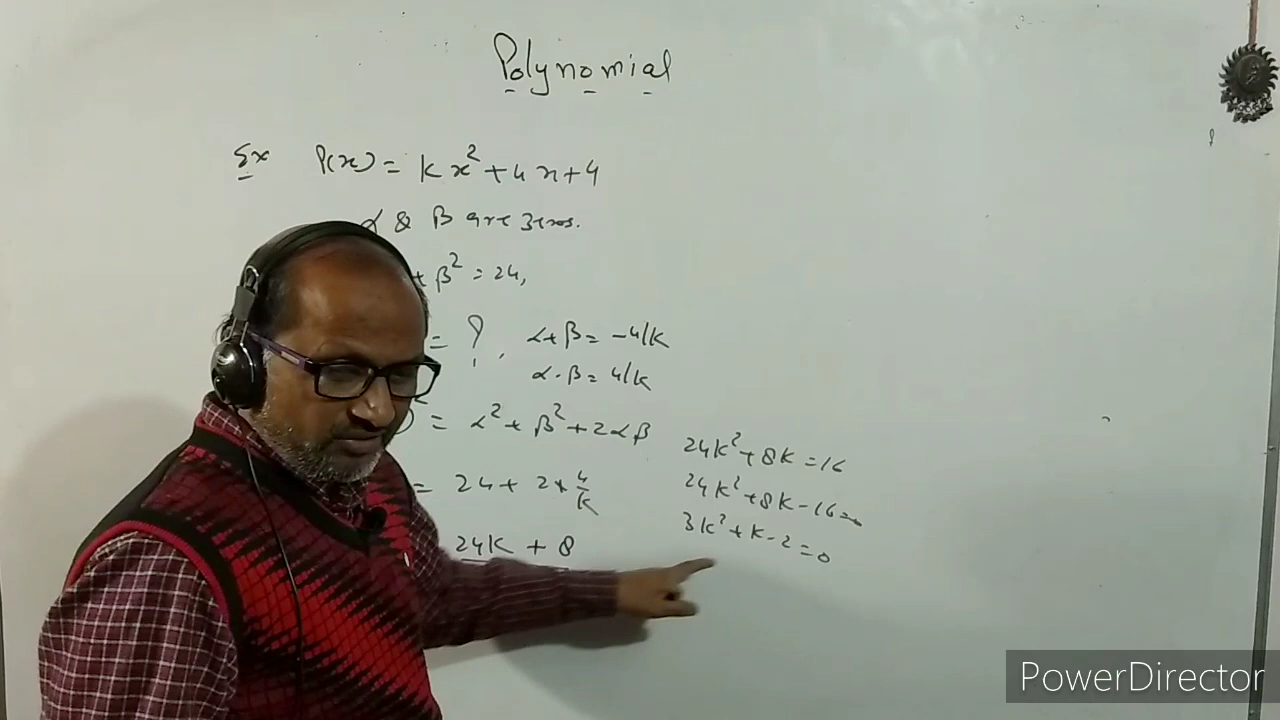 Polynomial
Ex P(x) = kx² + 4x + 4
α & β are zeros.
+ β² = 24,
= ? , α + β = -4/k
α · β = 4/k
² = α² + β² + 2αβ
= 24 + 2 × 4/k
24k + 8
24k² + 8k = 16
24k² + 8k - 16 = 0
3k² + k - 2 = 0
PowerDirector